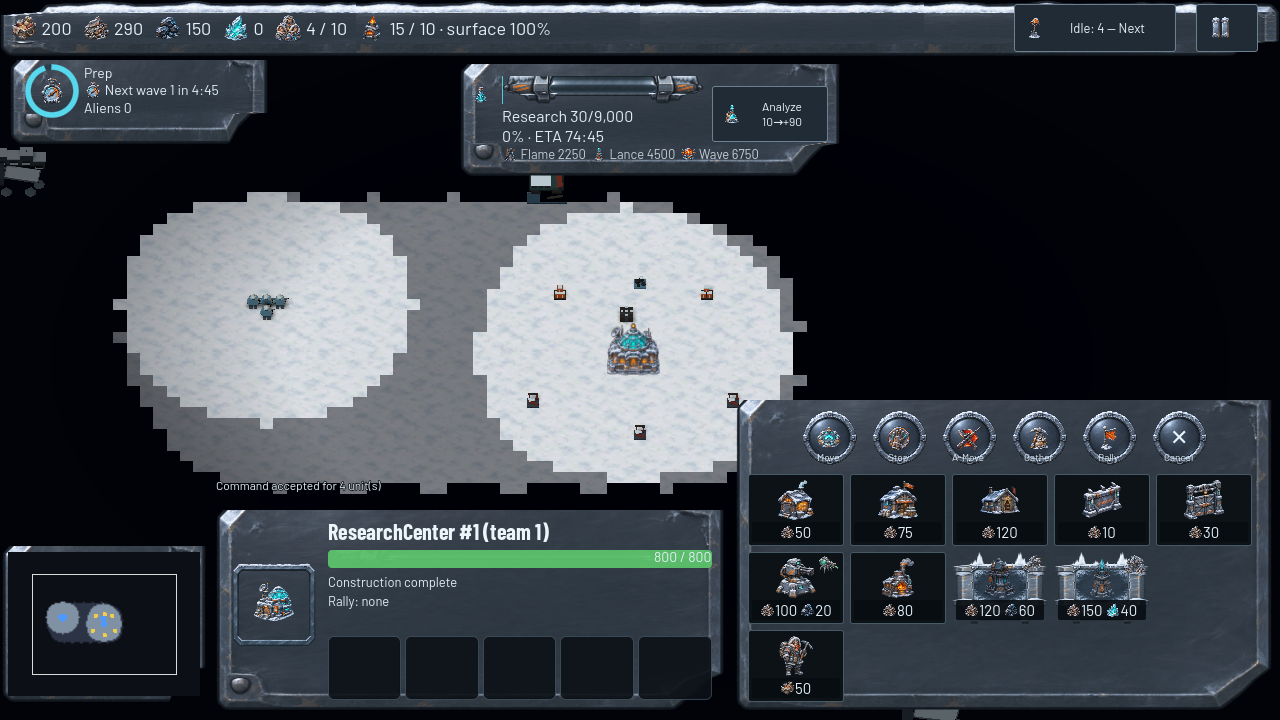 200 290 150 0 4 / 10 15 / 10 · surface 100%
Idle: 4 — Next
Prep
Next wave 1 in 4:45
Aliens 0
Research 30/9,000
0% · ETA 74:45
Flame 2250 Lance 4500 Wave 6750
Analyze
10→+90
Command accepted for 4 unit(s)
ResearchCenter #1 (team 1)
800 / 800
Construction complete
Rally: none
Move Stop A-Move Gather Rally Cancel
50 75 120 10 30
100 20 80 120 60 150 40
50